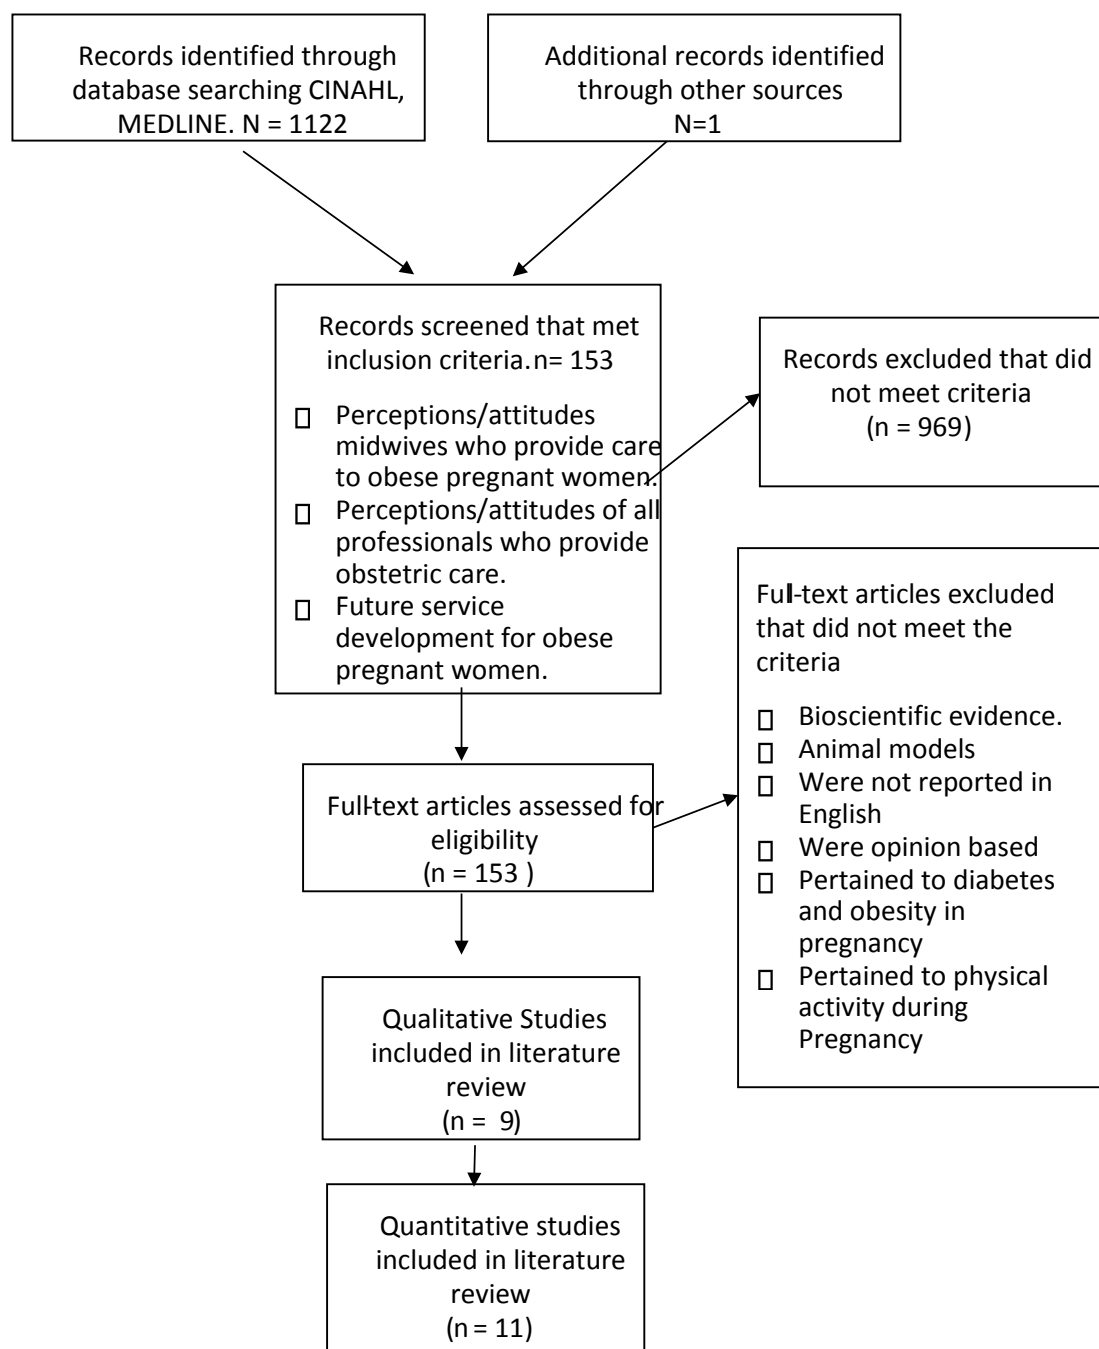 Records identified through
database searching CINAHL,
MEDLINE. N = 1122
Additional records identified
through other sources
N=1
Records screened that met
inclusion criteria.n= 153
Perceptions/attitudes
midwives who provide care
to obese pregnant women.
Perceptions/attitudes of all
professionals who provide
obstetric care.
Future service
development for obese
pregnant women.
Records excluded that did
not meet criteria
(n = 969)
Full-text articles assessed for
eligibility
(n = 153 )
Full-text articles excluded
that did not meet the
criteria
Bioscientific evidence.
Animal models
Were not reported in
English
Were opinion based
Pertained to diabetes
and obesity in
pregnancy
Pertained to physical
activity during
Pregnancy
Qualitative Studies
included in literature
review
(n = 9)
Quantitative studies
included in literature
review
(n = 11)